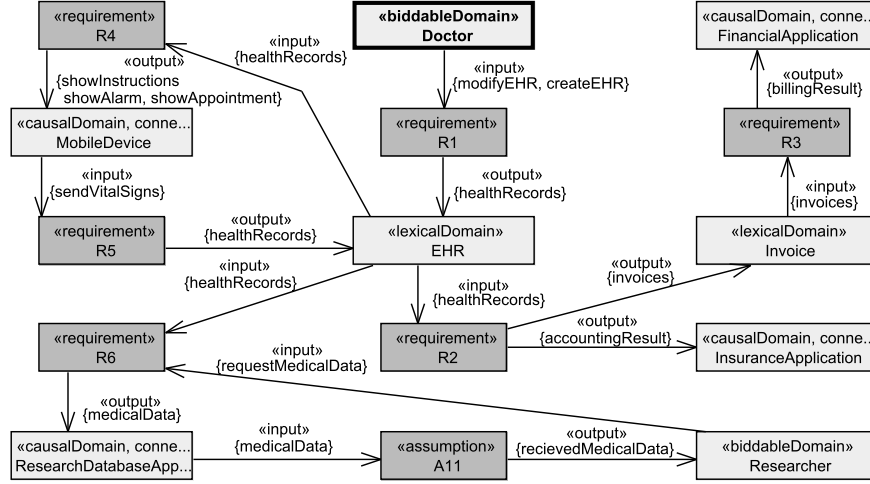 «requirement»
R4
«input»
{healthRecords}
«biddableDomain»
Doctor
«causalDomain, conne...
FinancialApplication
«output»
{showInstructions
showAlarm, showAppointment}
«input»
{modifyEHR, createEHR}
«output»
{billingResult}
«causalDomain, conne...
MobileDevice
«requirement»
R1
«requirement»
R3
«input»
{sendVitalSigns}
«output»
{healthRecords}
«input»
{invoices}
«requirement»
R5
«output»
{healthRecords}
«lexicalDomain»
EHR
«lexicalDomain»
Invoice
«input»
{healthRecords}
«input»
{healthRecords}
«output»
{invoices}
«requirement»
R6
«input»
{requestMedicalData}
«requirement»
R2
«output»
{accountingResult}
«causalDomain, conne...
InsuranceApplication
«output»
{medicalData}
«input»
{medicalData}
«output»
{recievedMedicalData}
«causalDomain, conne...
ResearchDatabaseApp...
«assumption»
A11
«biddableDomain»
Researcher